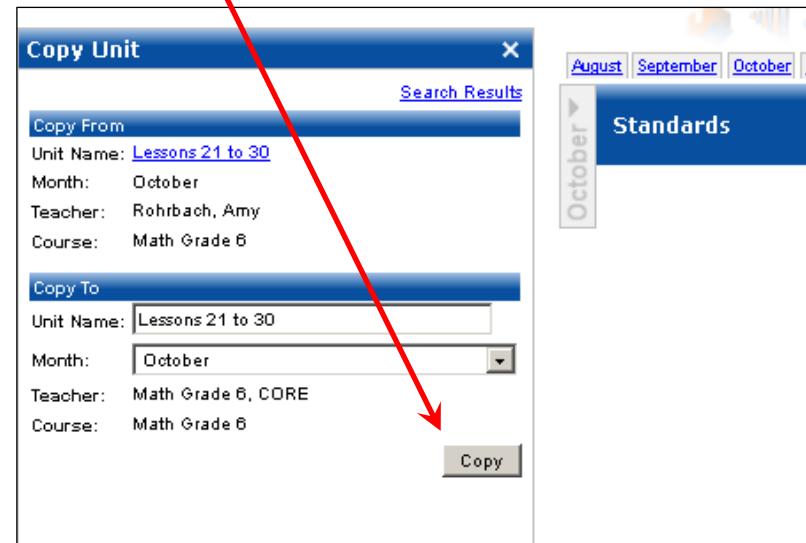 Copy Unit ×
Search Results
Copy From
Unit Name: Lessons 21 to 30
Month: October
Teacher: Rohrbach, Amy
Course: Math Grade 6
Copy To
Unit Name: Lessons 21 to 30
Month: October
Teacher: Math Grade 6, CORE
Course: Math Grade 6
Copy
August September October
October
Standards